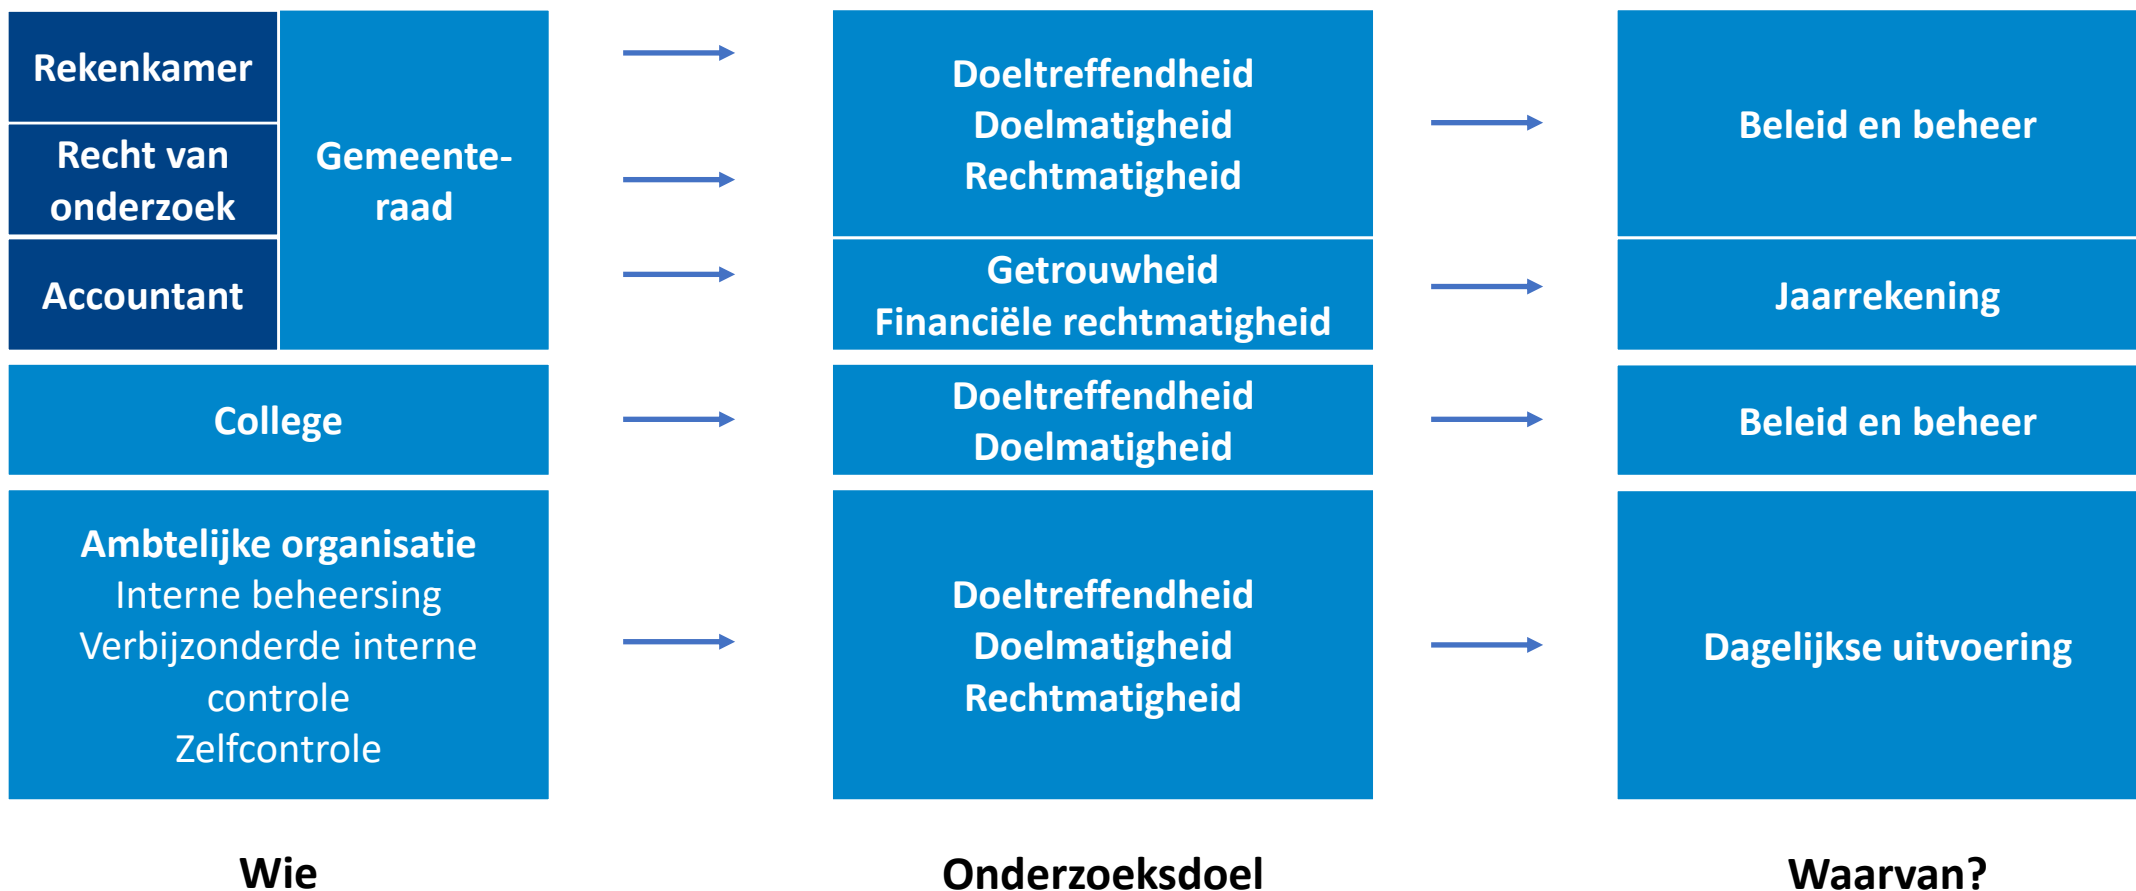 Rekenkamer
Recht van
onderzoek
Accountant
Gemeente-
raad
Doeltreffendheid
Doelmatigheid
Rechtmatigheid
Beleid en beheer
Getrouwheid
Financiële rechtmatigheid
Jaarrekening
College
Doeltreffendheid
Doelmatigheid
Beleid en beheer
Ambtelijke organisatie
Interne beheersing
Verbijzonderde interne
controle
Zelfcontrole
Doeltreffendheid
Doelmatigheid
Rechtmatigheid
Dagelijkse uitvoering
Wie
Onderzoeksdoel
Waarvan?